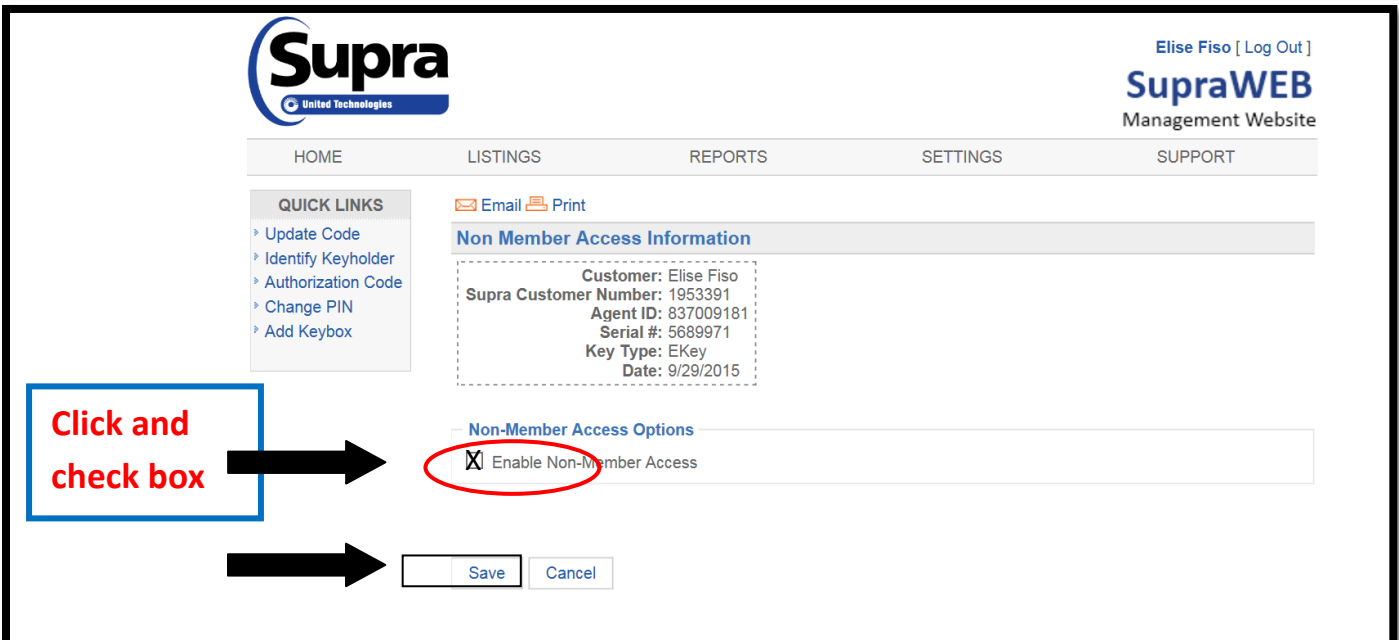 Supra
United Technologies
Elise Fiso [ Log Out ]
SupraWEB
Management Website
HOME LISTINGS REPORTS SETTINGS SUPPORT
QUICK LINKS
Update Code
Identify Keyholder
Authorization Code
Change PIN
Add Keybox
Email Print
Non Member Access Information
Customer: Elise Fiso
Supra Customer Number: 1953391
Agent ID: 837009181
Serial #: 5689971
Key Type: EKey
Date: 9/29/2015
Click and
check box
Non-Member Access Options
X Enable Non-Member Access
Save Cancel